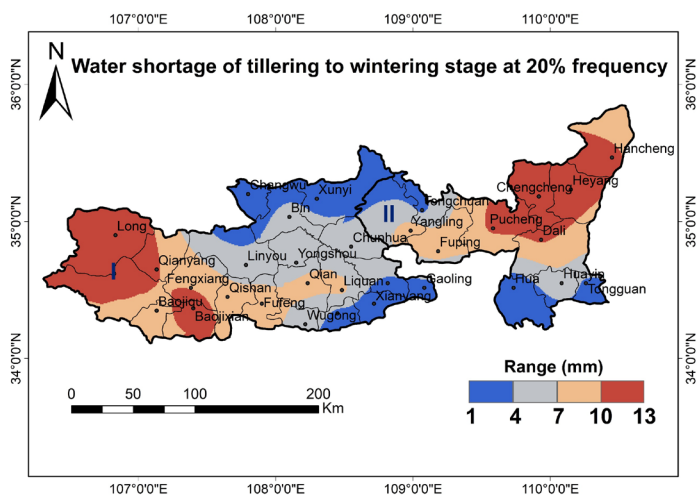 107°0'0"E 108°0'0"E 109°0'0"E 110°0'0"E
N
Water shortage of tillering to wintering stage at 20% frequency
36°0'0"N 36°0'0"N
Hancheng
Changwu Xunyi Chengcheng Heyang
Bin II Tongchuan
35°0'0"N 35°0'0"N
Long Yangling Pucheng Dali
Chunhua Fuping
Qianyang Linyou Yongshou
I Fengxiang Qian Liquan Gaoling Hua Huayin
Qishan Xianyang Tongguan
Baojiqu Fufeng
Baojixian Wugong
34°0'0"N 34°0'0"N
Range (mm)
1 4 7 10 13
0 50 100 200
Km
107°0'0"E 108°0'0"E 109°0'0"E 110°0'0"E